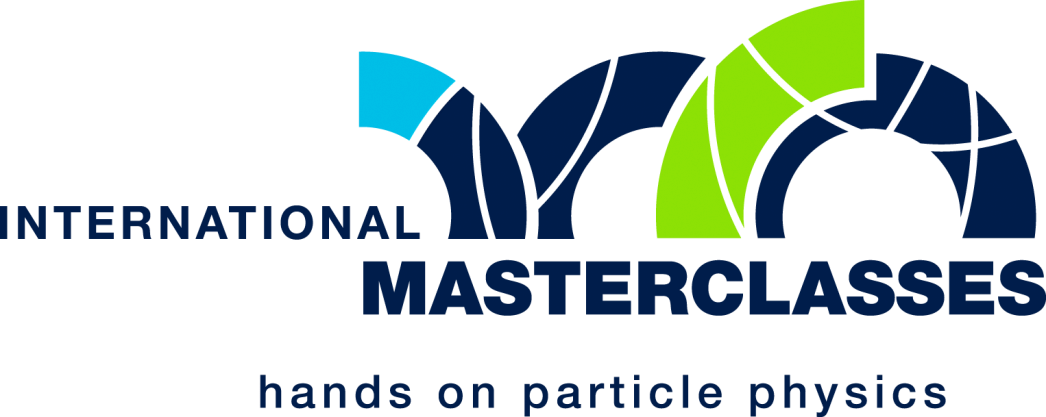 INTERNATIONAL
MASTERCLASSES
hands on particle physics